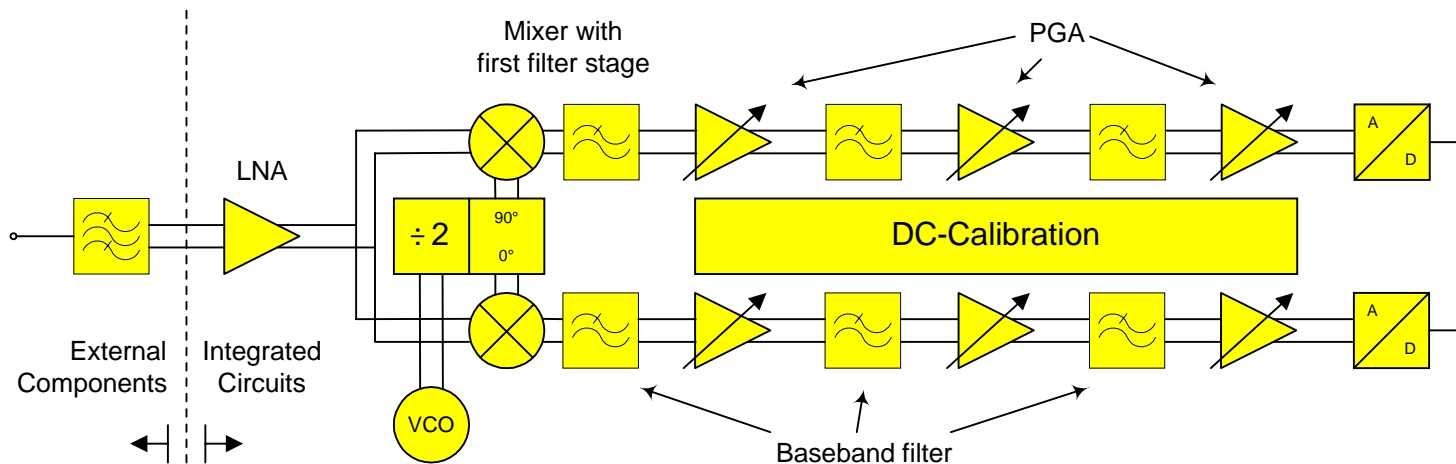 Mixer with
first filter stage
PGA
LNA
A
D
÷ 2
90°
0°
DC-Calibration
A
D
External
Components
Integrated
Circuits
VCO
Baseband filter